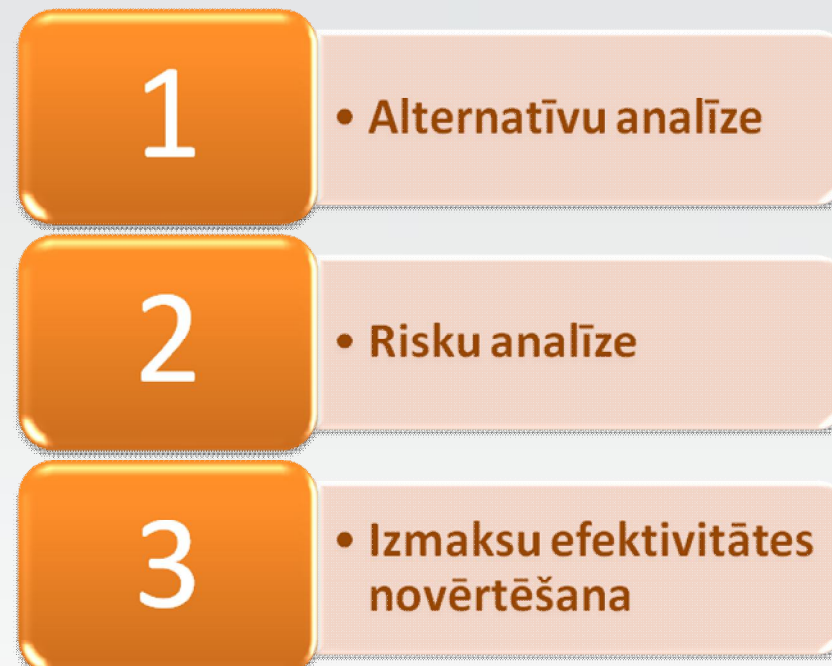 1
• Alternatīvu analīze
2
• Risku analīze
3
• Izmaksu efektivitātes
novērtēšana